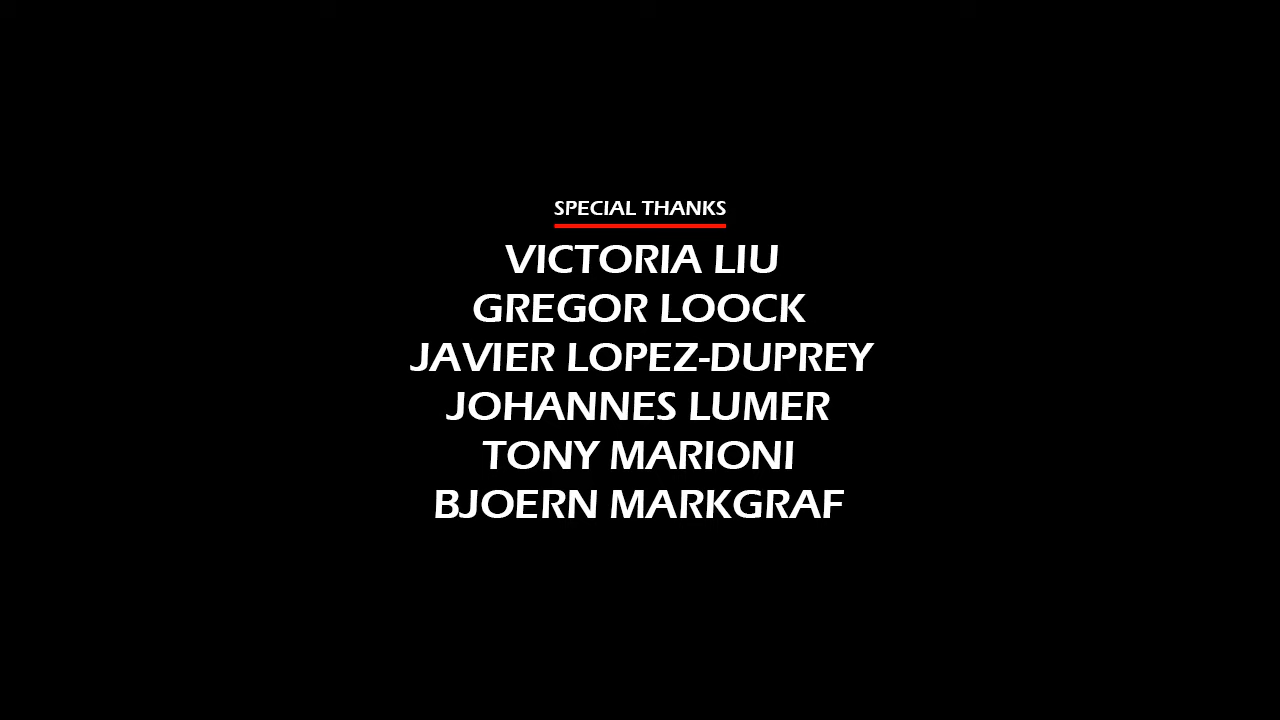 SPECIAL THANKS
VICTORIA LIU
GREGOR LOOCK
JAVIER LOPEZ-DUPREY
JOHANNES LUMER
TONY MARIONI
BJOERN MARKGRAF